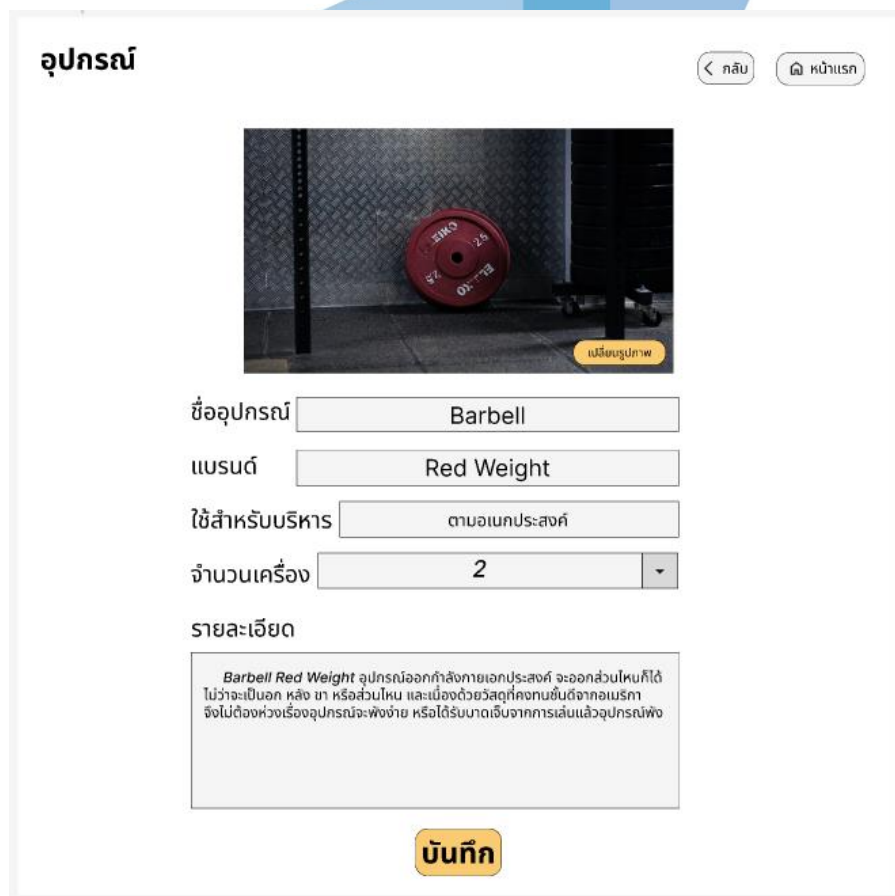 อุปกรณ์
กลับ
หน้าแรก
EIKO
25
25
เปลี่ยนรูปภาพ
ชื่ออุปกรณ์ Barbell
แบรนด์ Red Weight
ใช้สำหรับบริหาร ตามอเนกประสงค์
จำนวนเครื่อง 2
รายละเอียด
Barbell Red Weight อุปกรณ์ออกกำลังกายเอกประสงค์ จะออกส่วนไหนก็ได้
ไม่ว่าจะเป็นอก หลัง ขา หรือส่วนไหน และเนื่องด้วยวัสดุที่คงทนชั้นดีจากอเมริกา
จึงไม่ต้องห่วงเรื่องอุปกรณ์จะพังง่าย หรือได้รับบาดเจ็บจากการเล่นแล้วอุปกรณ์พัง
บันทึก